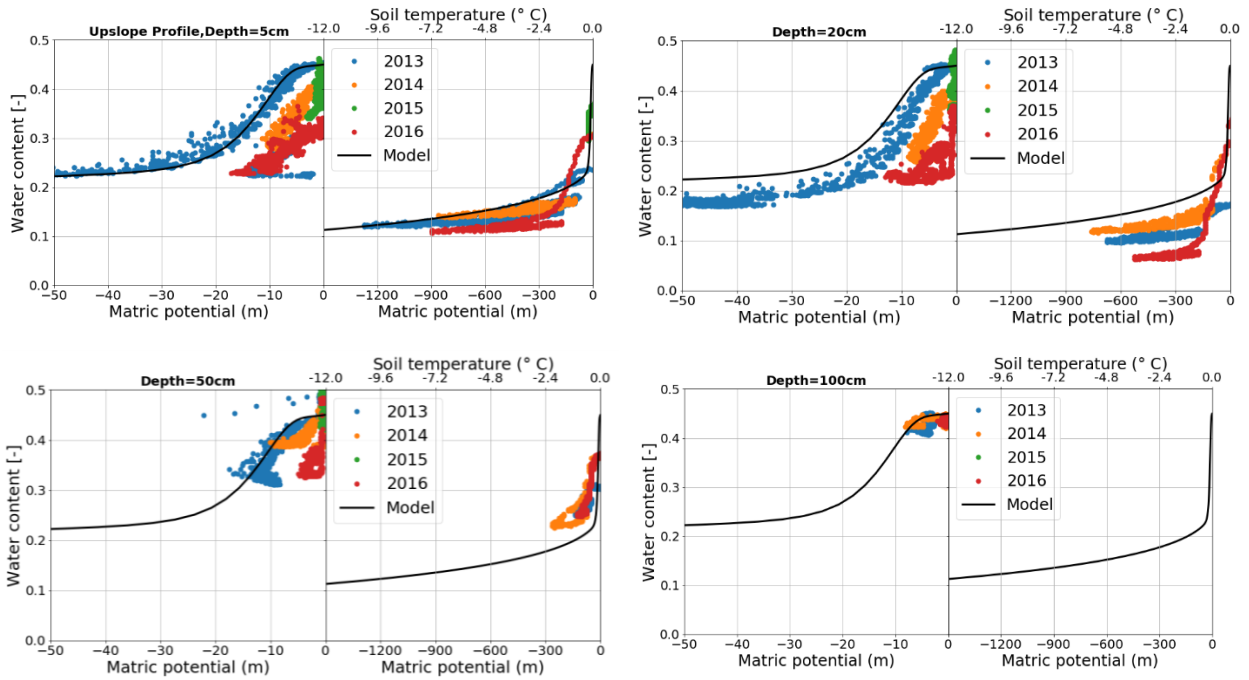 Soil temperature (° C)
Upslope Profile,Depth=5cm
-12.0 -9.6 -7.2 -4.8 -2.4 0.0
0.5
0.4
0.3
0.2
0.1
0.0
Water content [-]
2013
2014
2015
2016
Model
−50 −40 −30 −20 −10 0 −1200 −900 −600 −300 0
Matric potential (m) Matric potential (m)
Soil temperature (° C)
Depth=20cm
-12.0 -9.6 -7.2 -4.8 -2.4 0.0
0.5
0.4
0.3
0.2
0.1
0.0
Water content [-]
2013
2014
2015
2016
Model
−50 −40 −30 −20 −10 0 −1200 −900 −600 −300 0
Matric potential (m) Matric potential (m)
Soil temperature (° C)
Depth=50cm
-12.0 -9.6 -7.2 -4.8 -2.4 0.0
0.5
0.4
0.3
0.2
0.1
0.0
Water content [-]
2013
2014
2015
2016
Model
−50 −40 −30 −20 −10 0 −1200 −900 −600 −300 0
Matric potential (m) Matric potential (m)
Soil temperature (° C)
Depth=100cm
-12.0 -9.6 -7.2 -4.8 -2.4 0.0
0.5
0.4
0.3
0.2
0.1
0.0
Water content [-]
2013
2014
2015
2016
Model
−50 −40 −30 −20 −10 0 −1200 −900 −600 −300 0
Matric potential (m) Matric potential (m)